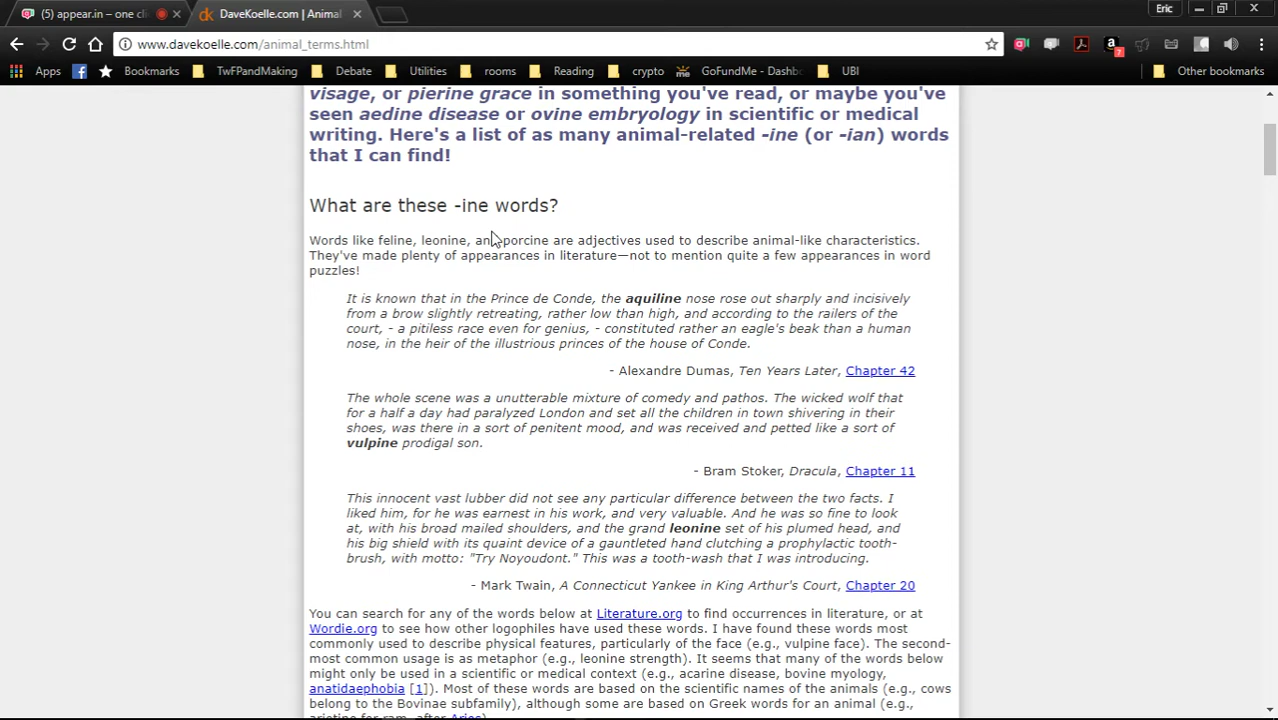 (5) appear.in – one cli
DaveKoelle.com | Animal
Eric
www.davekoelle.com/animal_terms.html
7
Apps
Bookmarks
TwFPandMaking
Debate
Utilities
rooms
Reading
crypto
me
GoFundMe - Dashbo
UBI
Other bookmarks
visage, or pierine grace in something you've read, or maybe you've
seen aedine disease or ovine embryology in scientific or medical
writing. Here's a list of as many animal-related -ine (or -ian) words
that I can find!
What are these -ine words?
Words like feline, leonine, and porcine are adjectives used to describe animal-like characteristics.
They've made plenty of appearances in literature—not to mention quite a few appearances in word
puzzles!
It is known that in the Prince de Conde, the aquiline nose rose out sharply and incisively
from a brow slightly retreating, rather low than high, and according to the railers of the
court, - a pitiless race even for genius, - constituted rather an eagle's beak than a human
nose, in the heir of the illustrious princes of the house of Conde.
- Alexandre Dumas, Ten Years Later, Chapter 42
The whole scene was a unutterable mixture of comedy and pathos. The wicked wolf that
for a half a day had paralyzed London and set all the children in town shivering in their
shoes, was there in a sort of penitent mood, and was received and petted like a sort of
vulpine prodigal son.
- Bram Stoker, Dracula, Chapter 11
This innocent vast lubber did not see any particular difference between the two facts. I
liked him, for he was earnest in his work, and very valuable. And he was so fine to look
at, with his broad mailed shoulders, and the grand leonine set of his plumed head, and
his big shield with its quaint device of a gauntleted hand clutching a prophylactic tooth-
brush, with motto: "Try Noyoudont." This was a tooth-wash that I was introducing.
- Mark Twain, A Connecticut Yankee in King Arthur's Court, Chapter 20
You can search for any of the words below at Literature.org to find occurrences in literature, or at
Wordie.org to see how other logophiles have used these words. I have found these words most
commonly used to describe physical features, particularly of the face (e.g., vulpine face). The second-
most common usage is as metaphor (e.g., leonine strength). It seems that many of the words below
might only be used in a scientific or medical context (e.g., acarine disease, bovine myology,
anatidaephobia [1]). Most of these words are based on the scientific names of the animals (e.g., cows
belong to the Bovinae subfamily), although some are based on Greek words for an animal (e.g.,
arietine for ram, after Aries)